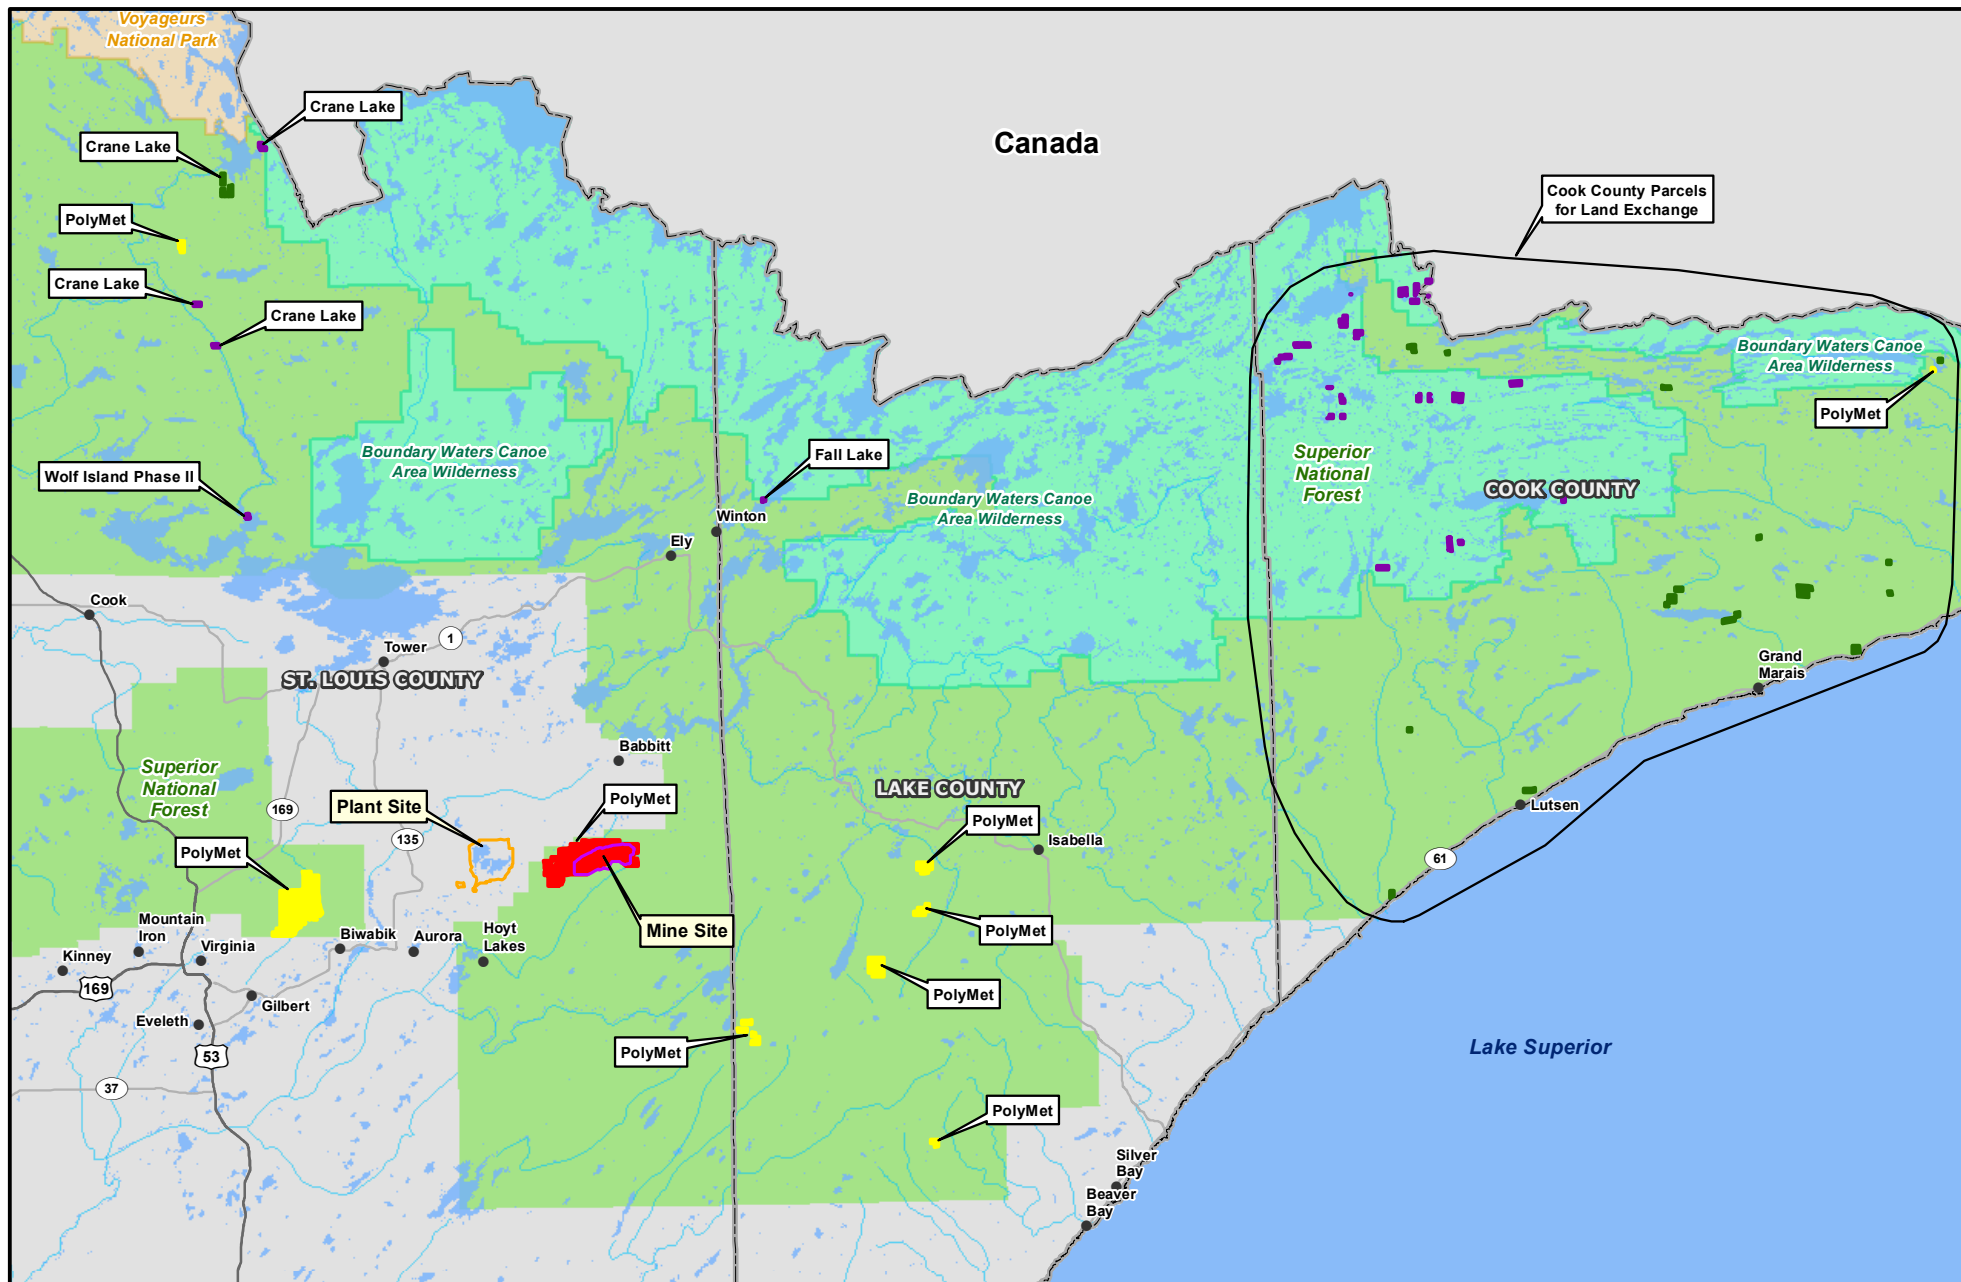 Voyageurs
National Park
Crane Lake
Crane Lake
Canada
Cook County Parcels
for Land Exchange
PolyMet
Crane Lake
Crane Lake
Boundary Waters Canoe
Area Wilderness
PolyMet
Boundary Waters Canoe
Area Wilderness
Fall Lake
Superior
National
Forest
Wolf Island Phase II
Boundary Waters Canoe
Area Wilderness
COOK COUNTY
Winton
Ely
Cook
Tower
1
ST. LOUIS COUNTY
Grand
Marais
Babbitt
Superior
National
Forest
LAKE COUNTY
Plant Site
PolyMet
169
Lutsen
PolyMet
135
Isabella
PolyMet
61
Mine Site
PolyMet
Mountain
Iron
Virginia
Biwabik
Aurora
Hoyt
Lakes
Kinney
169
PolyMet
Gilbert
Eveleth
53
PolyMet
Lake Superior
37
PolyMet
Silver
Bay
Beaver
Bay